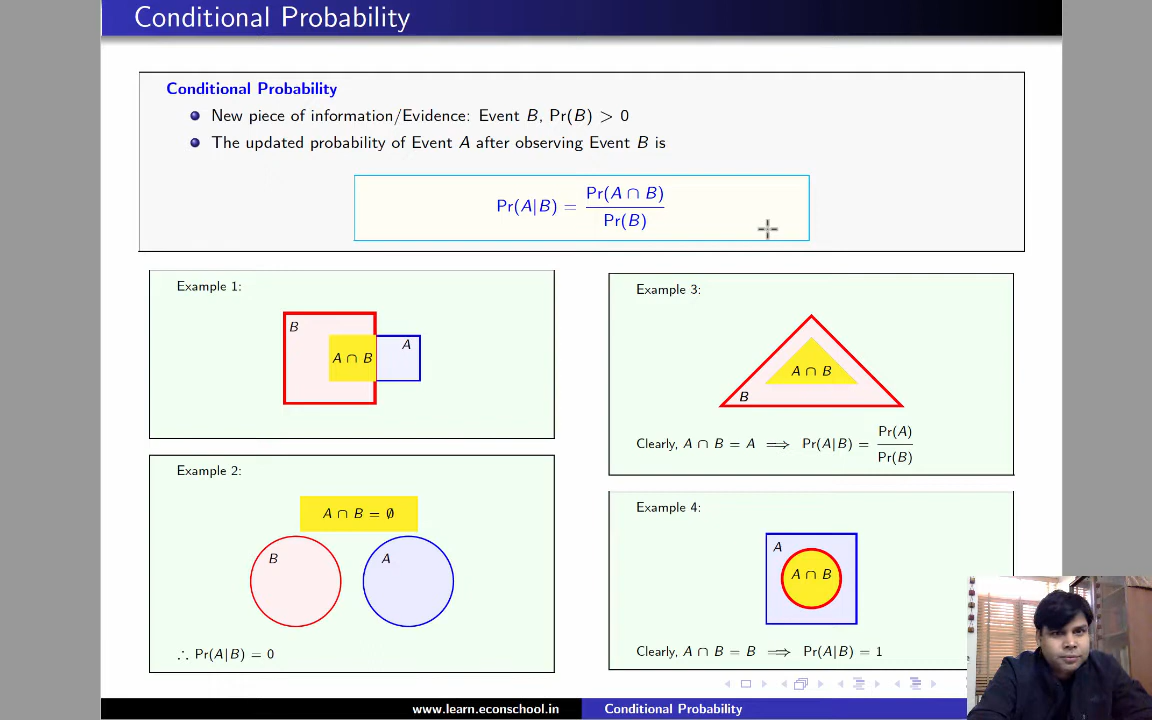 Conditional Probability
Conditional Probability
New piece of information/Evidence: Event B, Pr(B) > 0
The updated probability of Event A after observing Event B is
Pr(A|B) = Pr(A ∩ B) / Pr(B)
Example 1:
B
A ∩ B
A
Example 2:
A ∩ B = ∅
B
A
∴ Pr(A|B) = 0
Example 3:
A ∩ B
B
Clearly, A ∩ B = A ⟹ Pr(A|B) = Pr(A) / Pr(B)
Example 4:
A
A ∩ B
Clearly, A ∩ B = B ⟹ Pr(A|B) = 1
www.learn.econschool.in
Conditional Probability